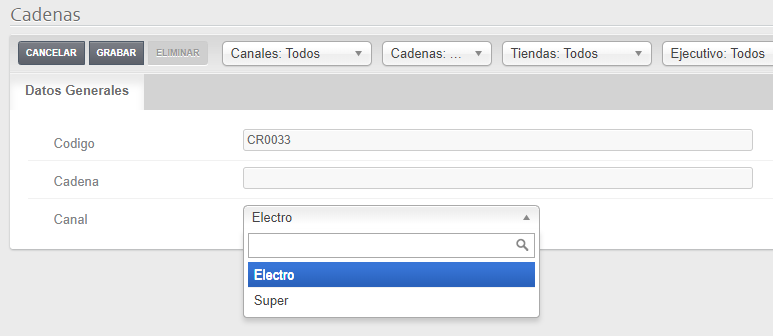 Cadenas
CANCELAR GRABAR ELIMINAR Canales: Todos Cadenas: ... Tiendas: Todos Ejecutivo: Todos
Datos Generales
Codigo CR0033
Cadena
Canal Electro
Electro
Super